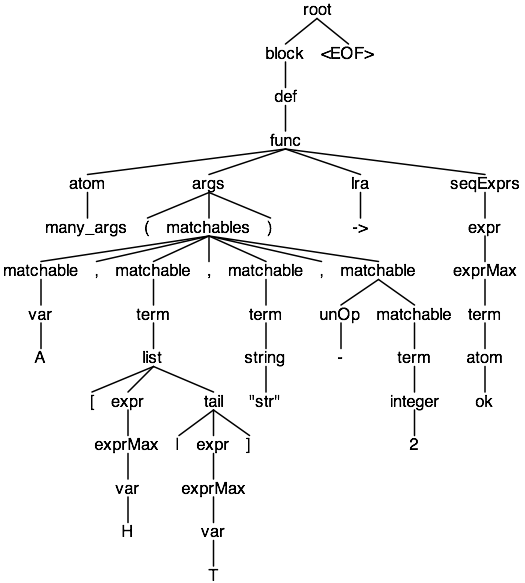 root
block <EOF>
def
func
atom args lra seqExprs
many_args ( matchables ) -> expr
matchable , matchable , matchable , matchable exprMax
var term term unOp matchable term
A list string - term atom
[ expr tail "str" integer ok
exprMax | expr ] 2
var exprMax
H var
T